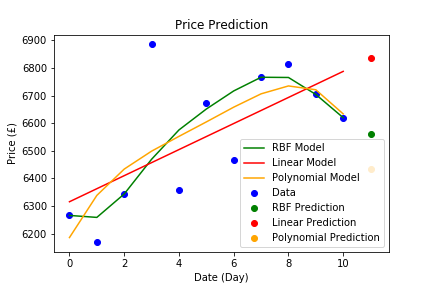 Price Prediction
6900
6800
6700
6600
6500
6400
6300
6200
Price (£)
RBF Model
Linear Model
Polynomial Model
Data
RBF Prediction
Linear Prediction
Polynomial Prediction
0 2 4 6 8 10
Date (Day)